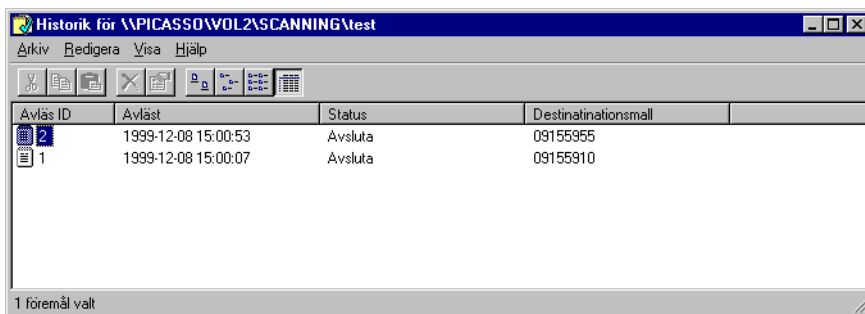 Historik för \\PICASSO\VOL2\SCANNING\test
Arkiv Redigera Visa Hjälp
Avläs ID Avläst Status Destinatinationsmall
2 1999-12-08 15:00:53 Avsluta 09155955
1 1999-12-08 15:00:07 Avsluta 09155910
1 föremål valt